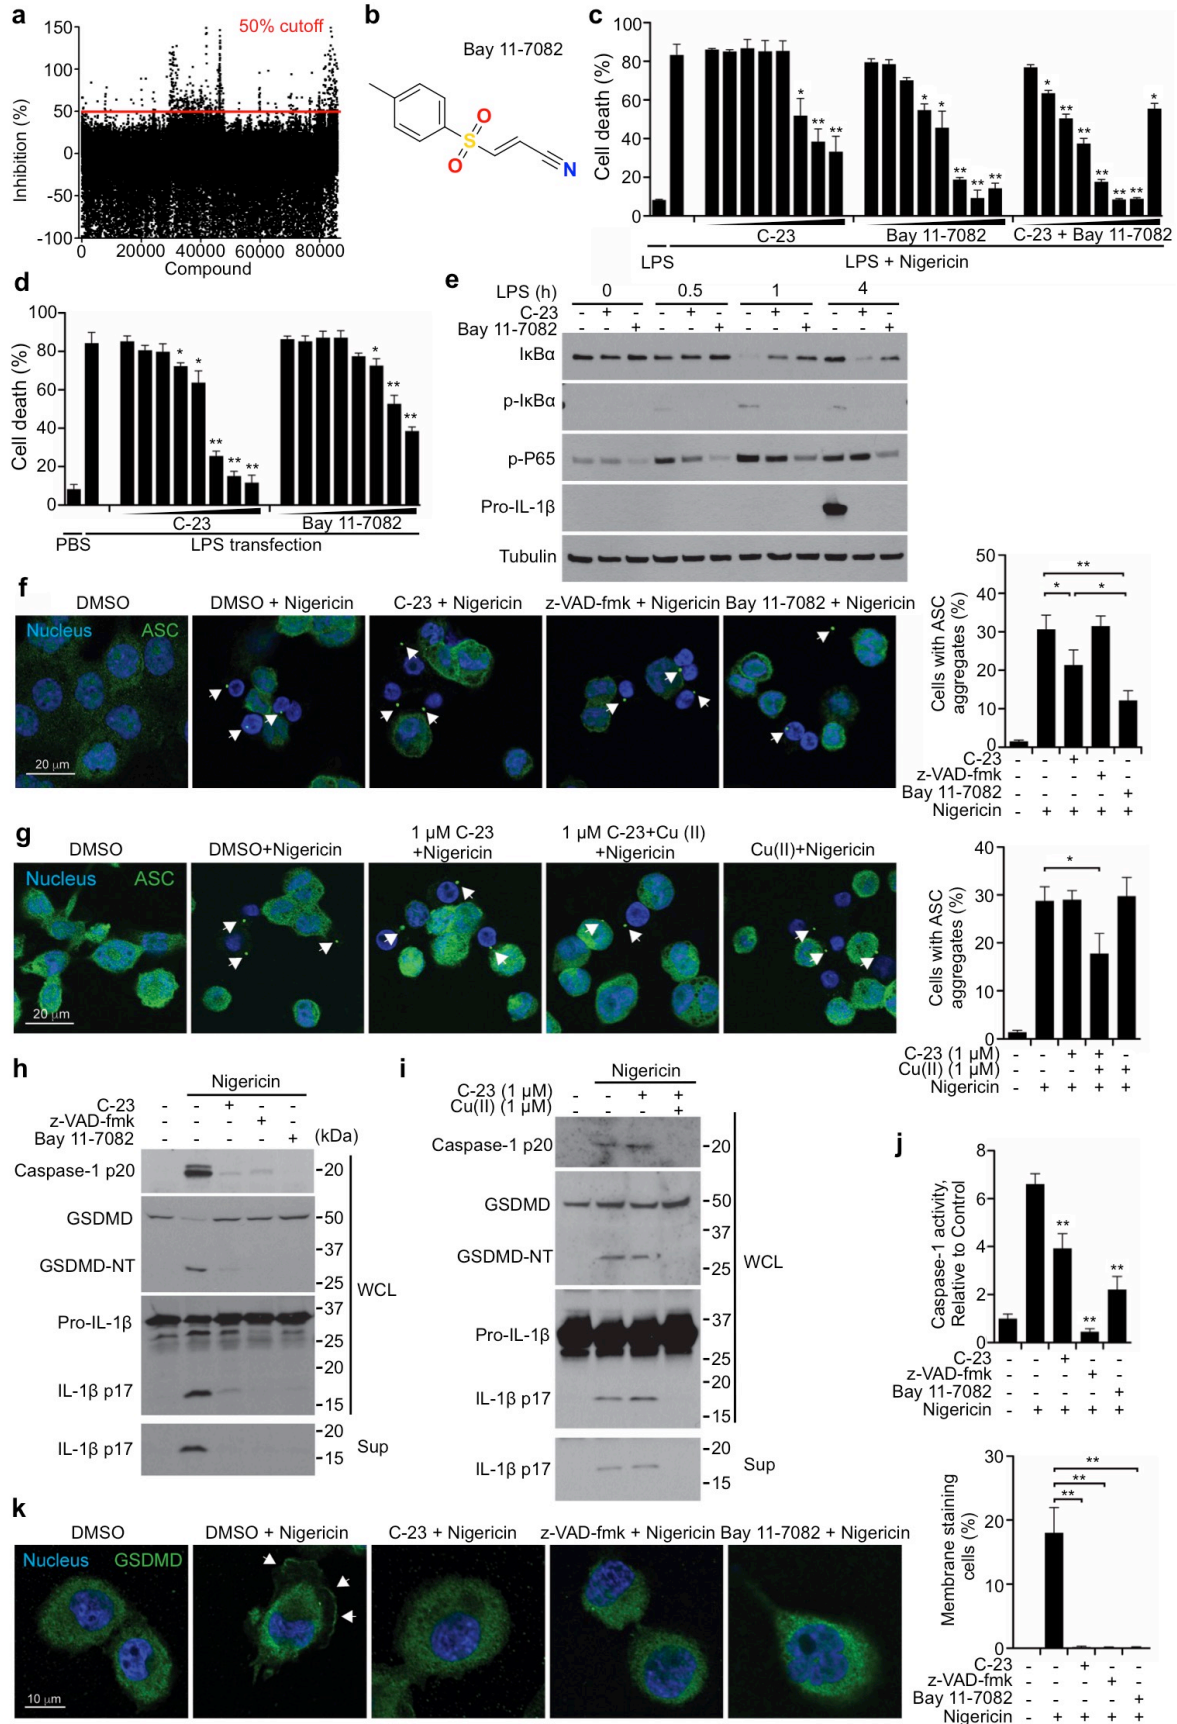 a
150
100
50
0
-50
-100
Inhibition (%)
50% cutoff
0
20000
40000
60000
80000
Compound
b
Bay 11-7082
S
O
O
N
c
100
80
60
40
20
0
Cell death (%)
*
**
**
*
*
**
**
**
*
**
**
**
**
**
*
C-23
Bay 11-7082
C-23 + Bay 11-7082
LPS
LPS + Nigericin
d
100
80
60
40
20
0
Cell death (%)
*
*
**
**
**
*
**
**
C-23
Bay 11-7082
PBS
LPS transfection
e
LPS (h)
0
0.5
1
4
C-23
- + - - + - - + - - + -
Bay 11-7082
- - + - - + - - + - - +
IκBα
p-IκBα
p-P65
Pro-IL-1β
Tubulin
f
DMSO
DMSO + Nigericin
C-23 + Nigericin
z-VAD-fmk + Nigericin
Bay 11-7082 + Nigericin
Nucleus
ASC
20 μm
50
40
30
20
10
0
Cells with ASC
aggregates (%)
**
*
*
C-23
- - + - -
z-VAD-fmk
- - - + -
Bay 11-7082
- - - - +
Nigericin
- + + + +
g
DMSO
DMSO+Nigericin
1 μM C-23
+Nigericin
1 μM C-23+Cu (II)
+Nigericin
Cu(II)+Nigericin
Nucleus
ASC
20 μm
40
30
20
10
0
Cells with ASC
aggregates (%)
*
C-23 (1 μM)
- - + + -
Cu(II) (1 μM)
- - - + +
Nigericin
- + + + +
h
Nigericin
C-23
- - + - -
z-VAD-fmk
- - - + -
Bay 11-7082
- - - - +
(kDa)
Caspase-1 p20
20
GSDMD
50
37
GSDMD-NT
25
WCL
Pro-IL-1β
37
25
20
IL-1β p17
15
IL-1β p17
20
15
Sup
i
Nigericin
C-23 (1 μM)
- - + +
Cu(II) (1 μM)
- - - +
Caspase-1 p20
20
GSDMD
50
37
GSDMD-NT
25
WCL
Pro-IL-1β
37
25
20
IL-1β p17
15
IL-1β p17
20
15
Sup
j
8
6
4
2
0
Caspase-1 activity,
Relative to Control
**
**
**
C-23
- - + - -
z-VAD-fmk
- - - + -
Bay 11-7082
- - - - +
Nigericin
- + + + +
k
DMSO
DMSO + Nigericin
C-23 + Nigericin
z-VAD-fmk + Nigericin
Bay 11-7082 + Nigericin
Nucleus
GSDMD
10 μm
30
20
10
0
Membrane staining
cells (%)
**
**
**
C-23
- - + - -
z-VAD-fmk
- - - + -
Bay 11-7082
- - - - +
Nigericin
- + + + +